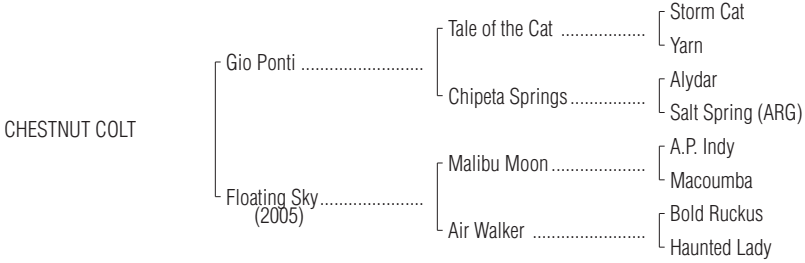 Storm Cat
Tale of the Cat ...................
Yarn
Gio Ponti ...........................
Alydar
Chipeta Springs................
Salt Spring (ARG)
CHESTNUT COLT
A.P. Indy
Malibu Moon....................
Macoumba
Floating Sky......................
(2005)
Bold Ruckus
Air Walker ........................
Haunted Lady